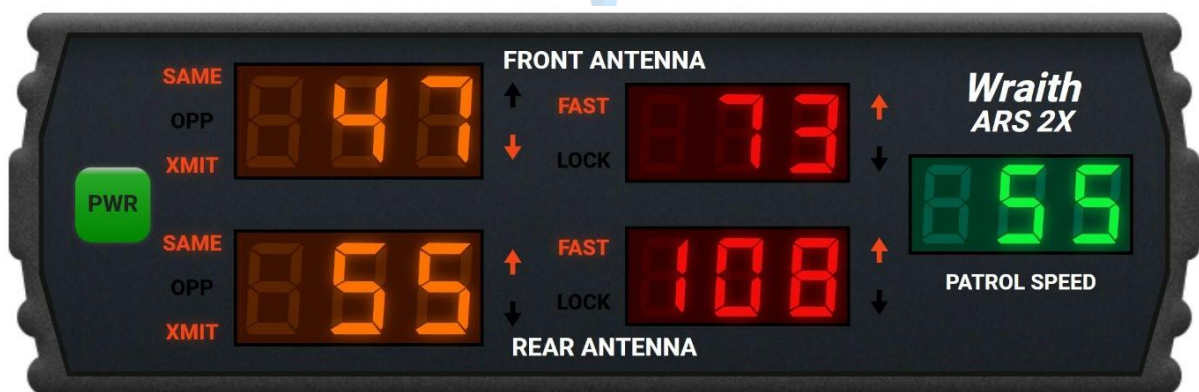 FRONT ANTENNA
SAME
OPP
XMIT
47
FAST
LOCK
73
Wraith
ARS 2X
PWR
55
PATROL SPEED
SAME
OPP
XMIT
55
FAST
LOCK
108
REAR ANTENNA